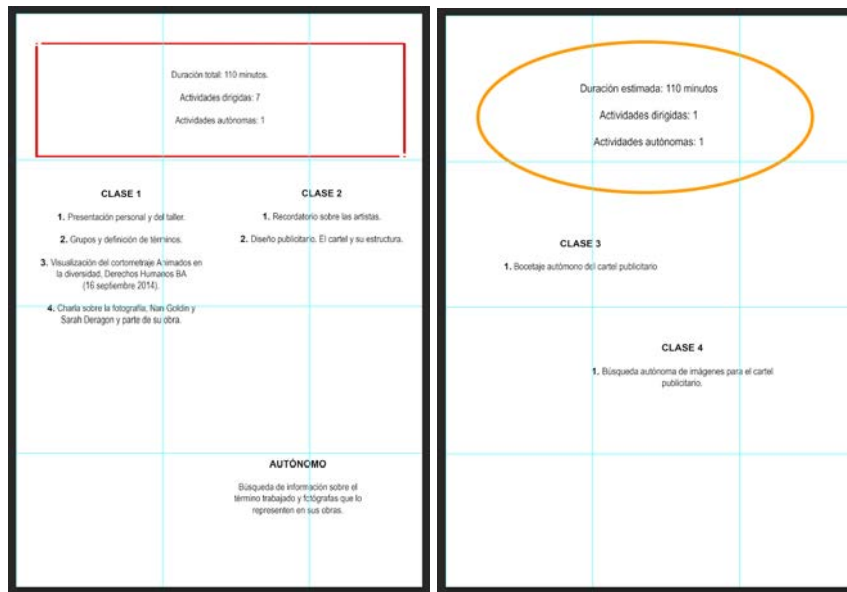 Duración total: 110 minutos.
Actividades dirigidas: 7
Actividades autónomas: 1
CLASE 1
1. Presentación personal y del taller.
2. Grupos y definición de términos.
3. Visualización del cortometraje Animados en
la diversidad, Derechos Humanos BA
(16 septiembre 2014).
4. Charla sobre la fotografía, Nan Goldin y
Sarah Deragon y parte de su obra.
CLASE 2
1. Recordatorio sobre las artistas.
2. Diseño publicitario. El cartel y su estructura.
AUTÓNOMO
Búsqueda de información sobre el
término trabajado y fotógrafas que lo
representen en sus obras.
Duración estimada: 110 minutos
Actividades dirigidas: 1
Actividades autónomas: 1
CLASE 3
1. Bocetaje autómono del cartel publicitario
CLASE 4
1. Búsqueda autónoma de imágenes para el cartel
publicitario.